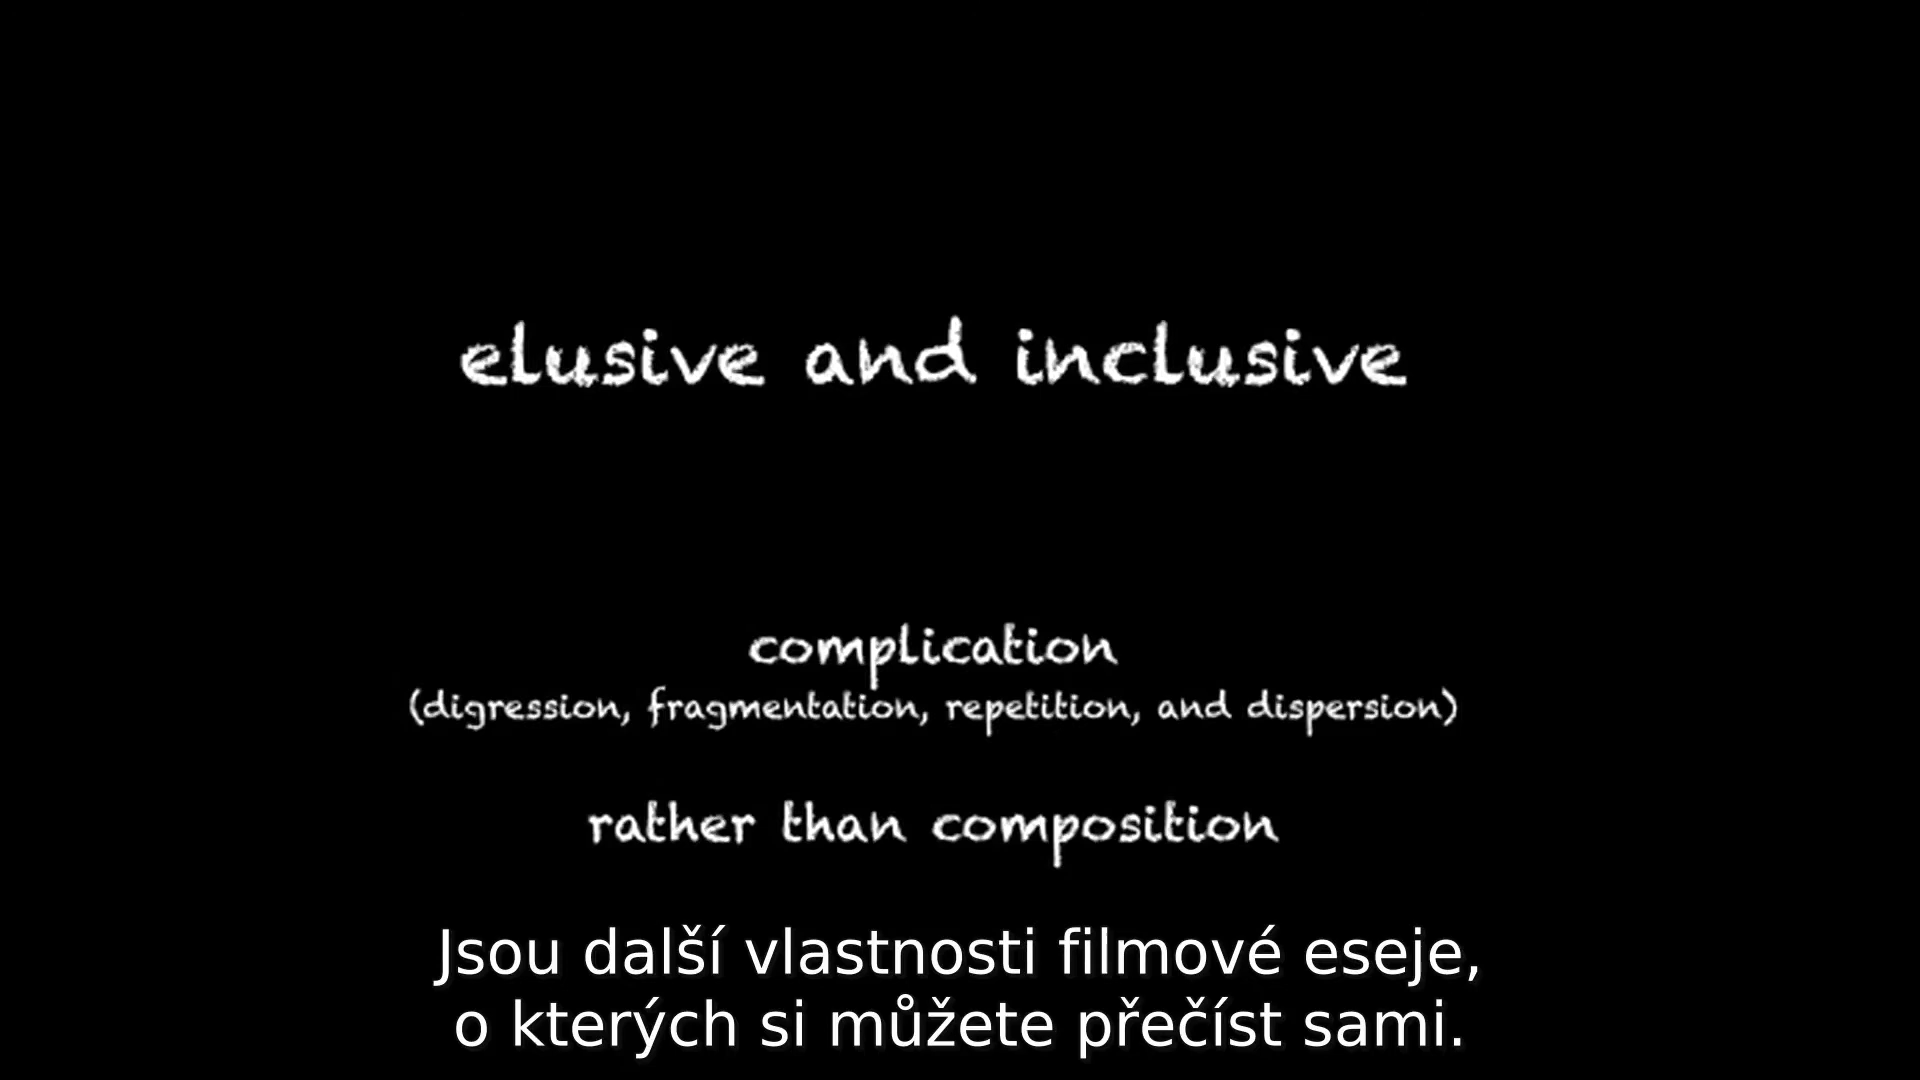 elusive and inclusive
complication
(digression, fragmentation, repetition, and dispersion)
rather than composition
Jsou další vlastnosti filmové eseje,
o kterých si můžete přečíst sami.